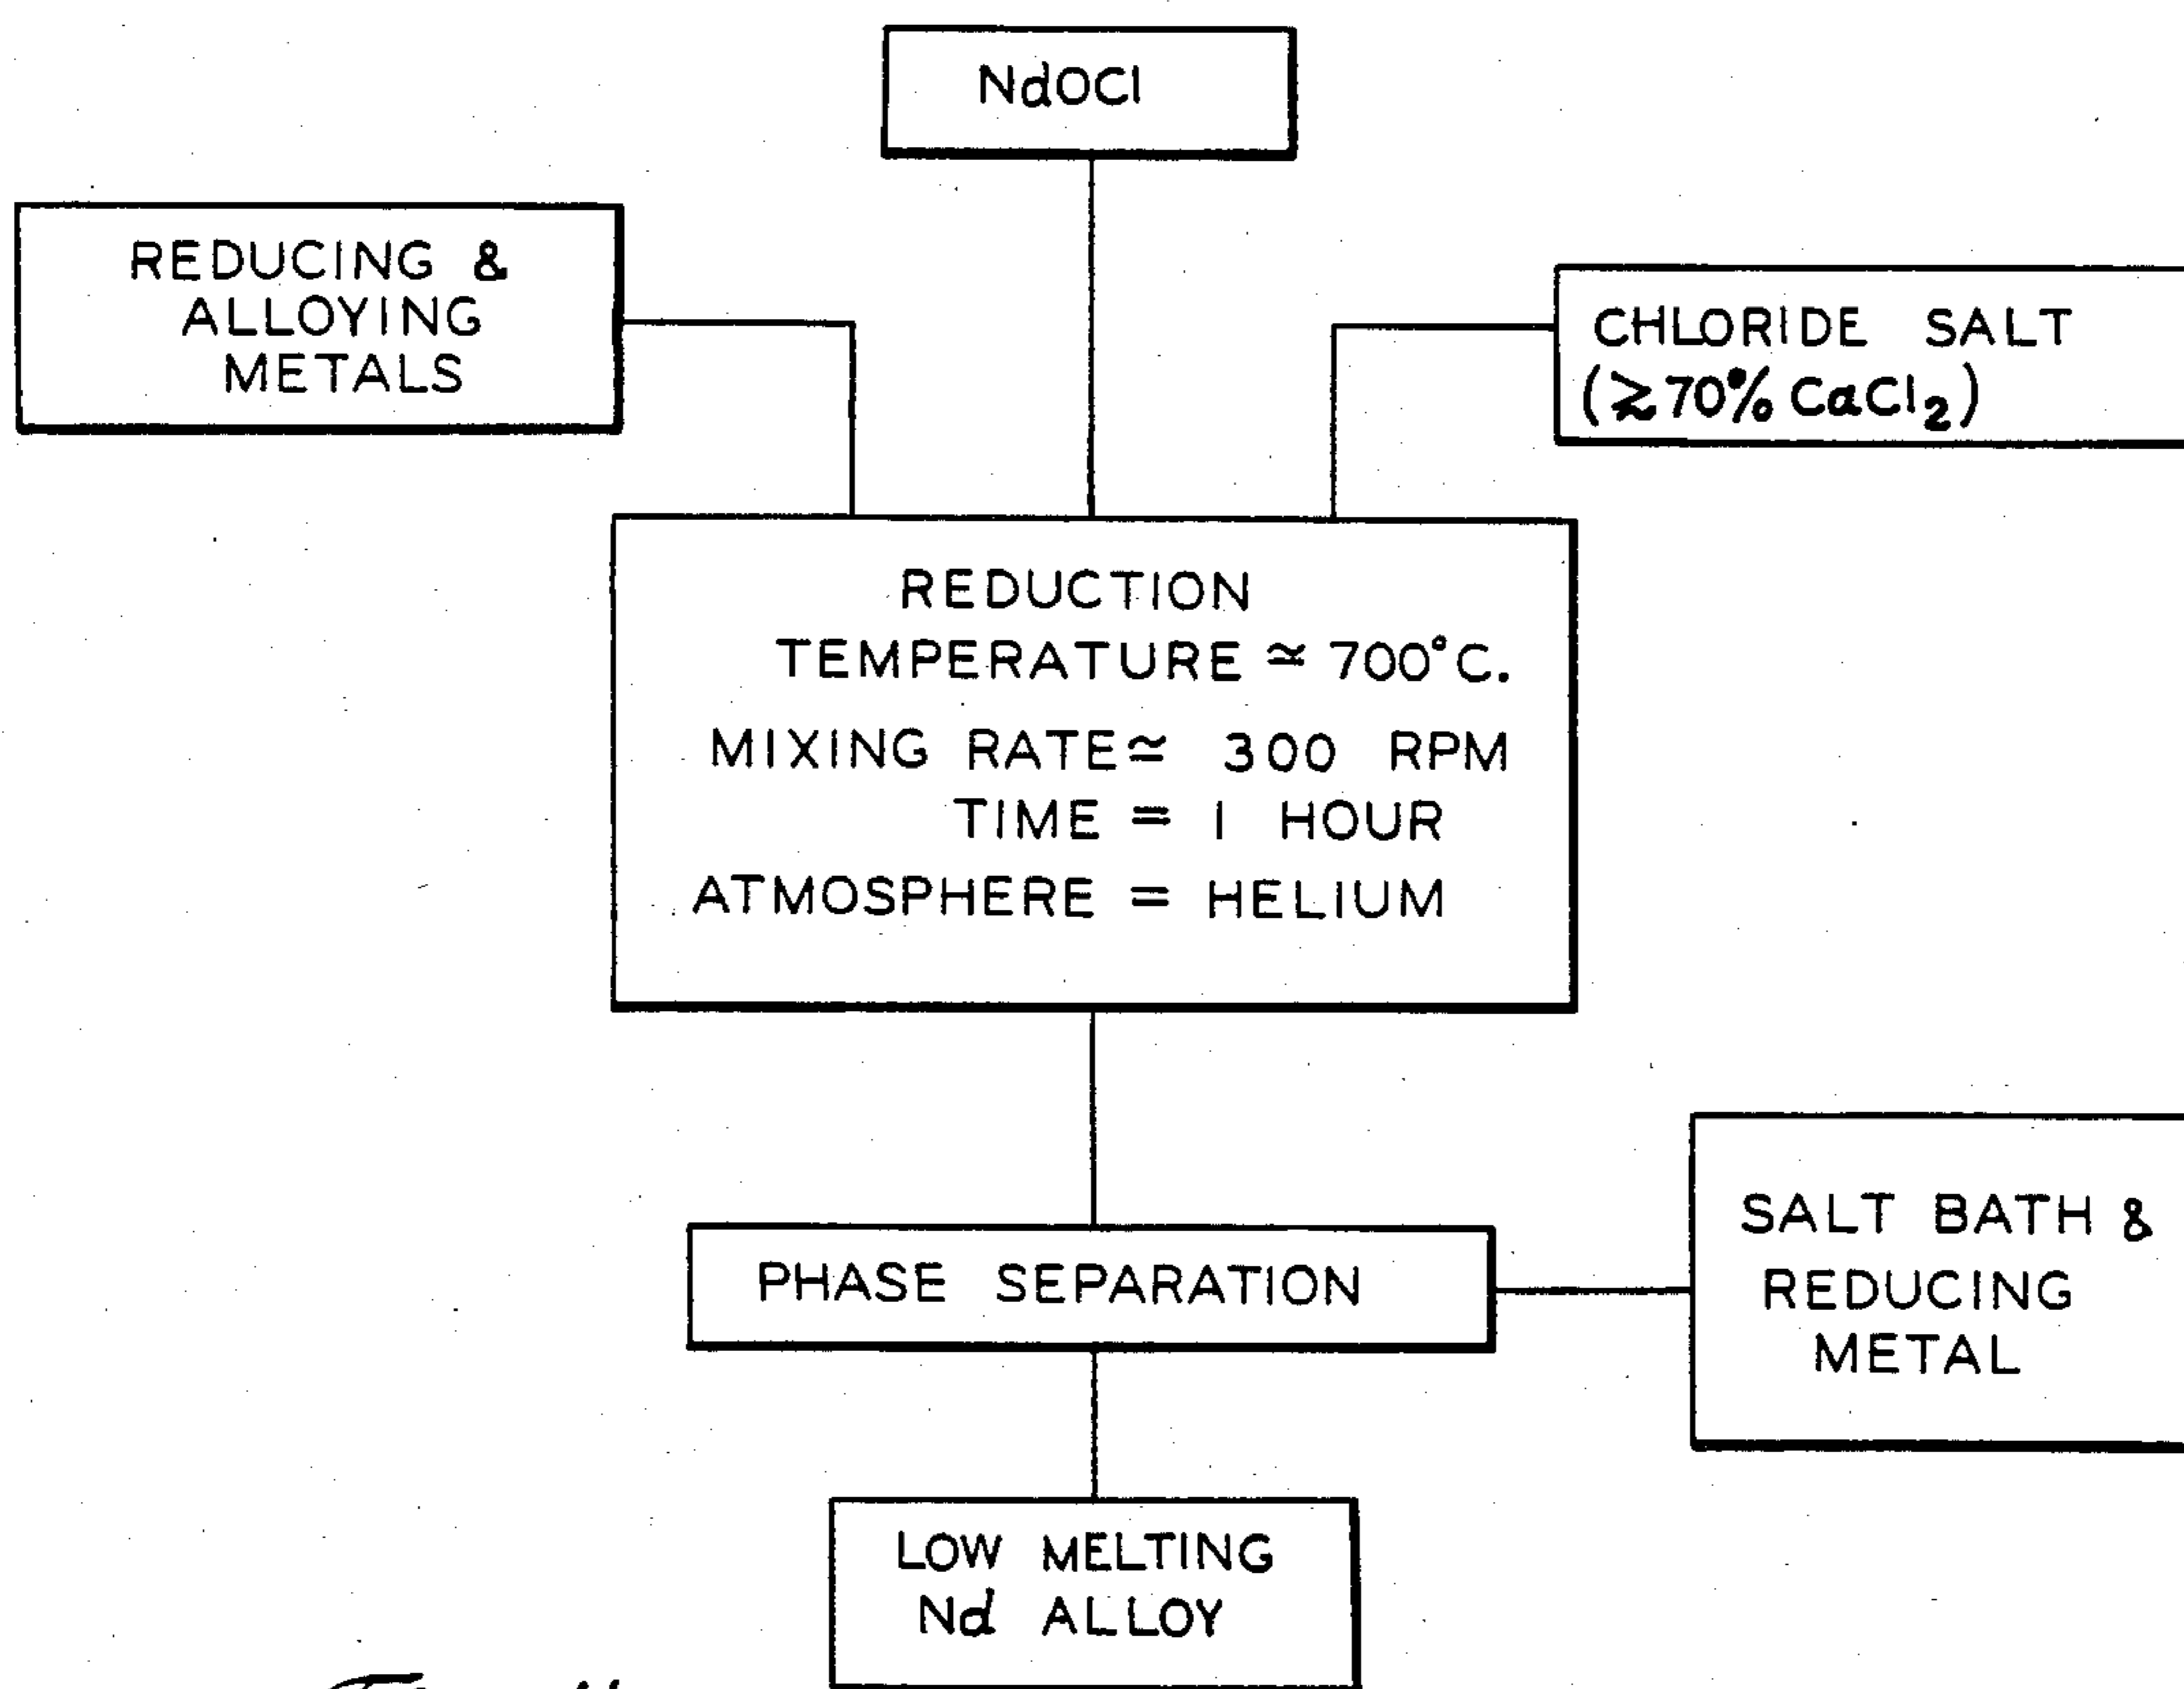 NdOCl
REDUCING &
ALLOYING
METALS
CHLORIDE SALT
(≳70% CaCl₂)
REDUCTION
TEMPERATURE ≃ 700°C.
MIXING RATE ≃ 300 RPM
TIME = 1 HOUR
ATMOSPHERE = HELIUM
PHASE SEPARATION
SALT BATH &
REDUCING
METAL
LOW MELTING
Nd ALLOY